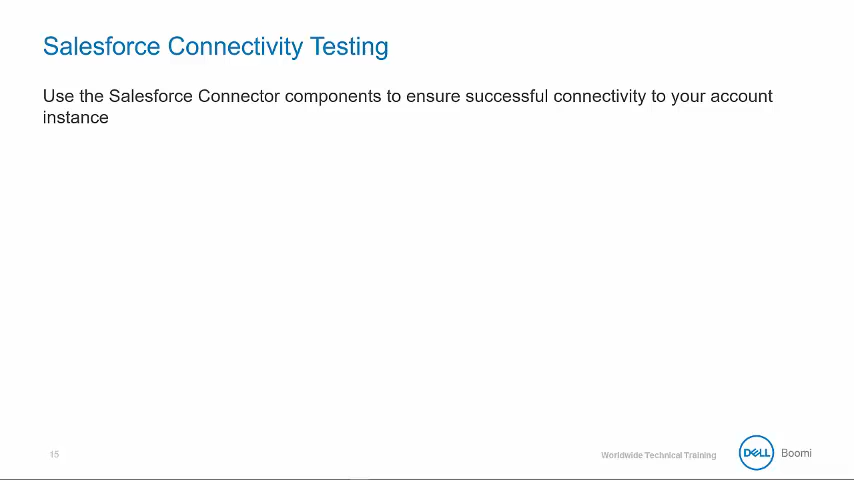 Salesforce Connectivity Testing
Use the Salesforce Connector components to ensure successful connectivity to your account
instance
15
Worldwide Technical Training
DELL
Boomi